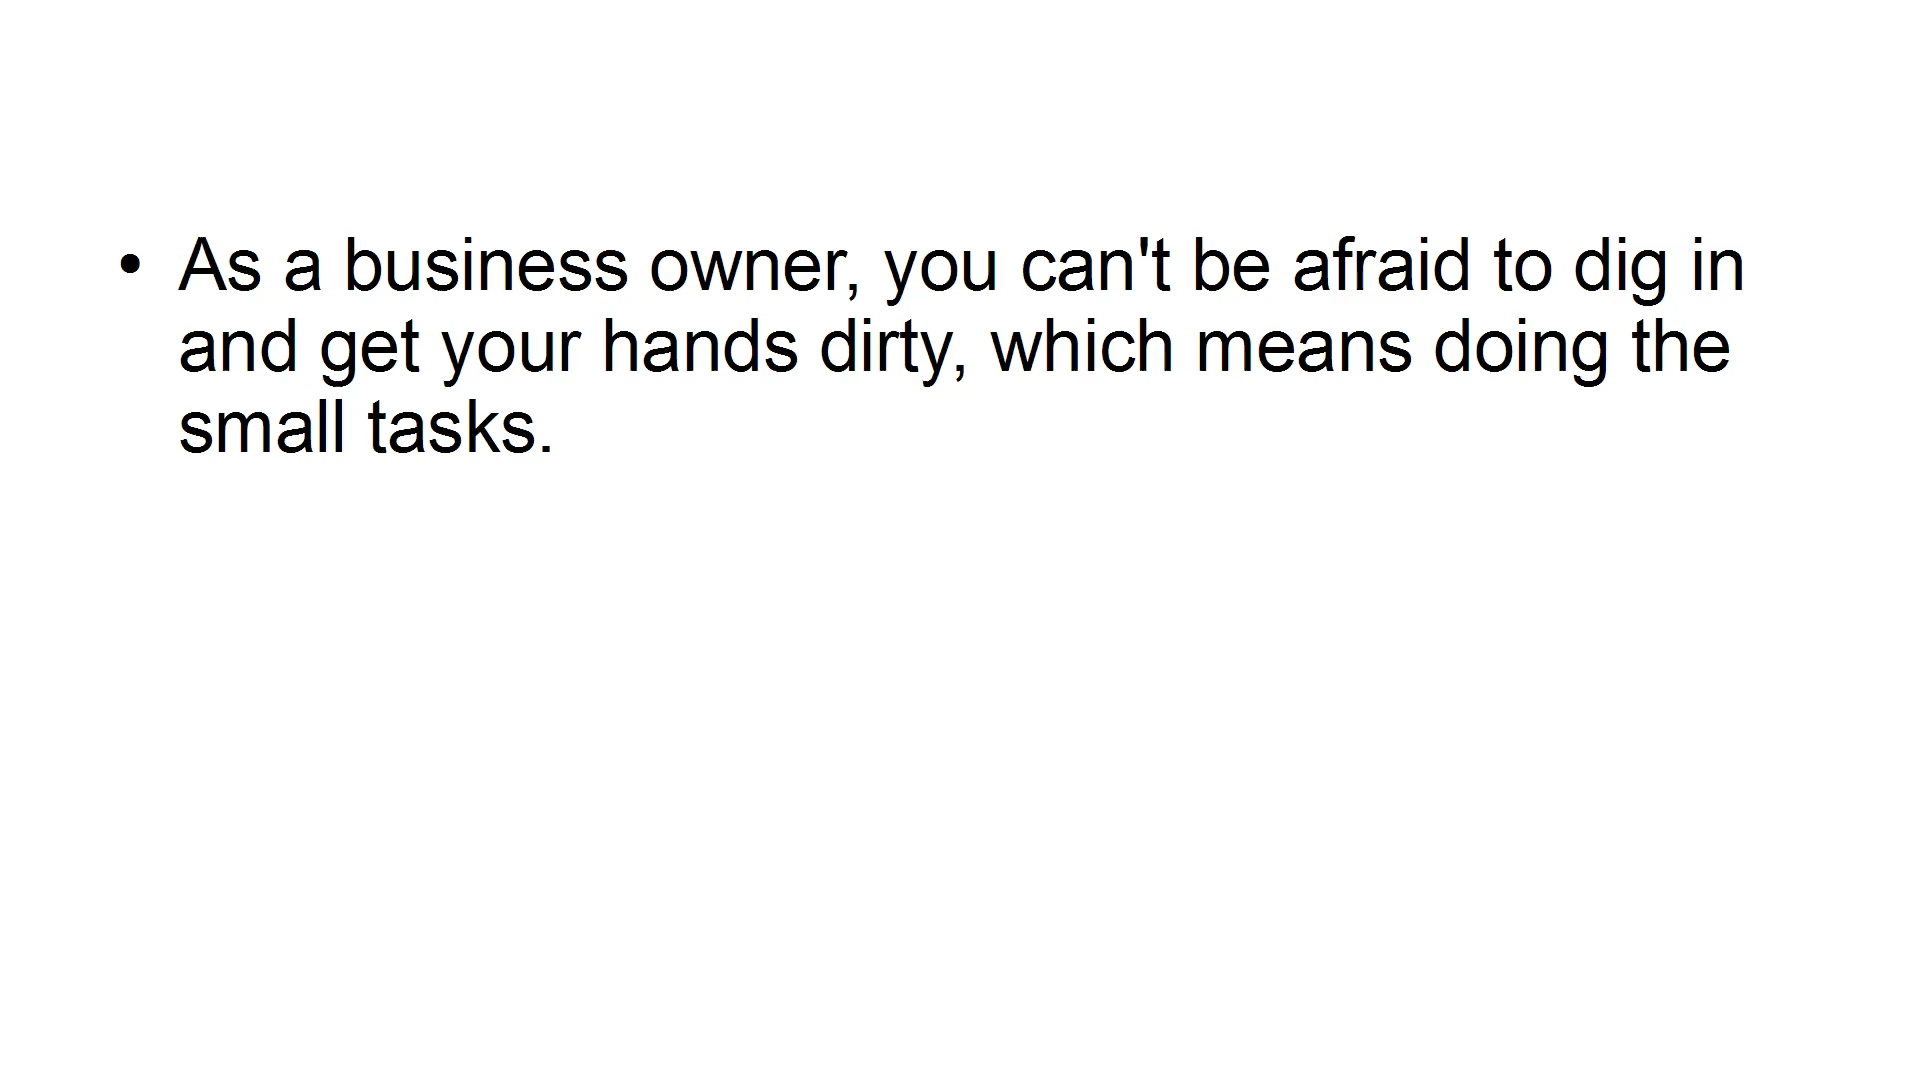 • As a business owner, you can't be afraid to dig in
and get your hands dirty, which means doing the
small tasks.